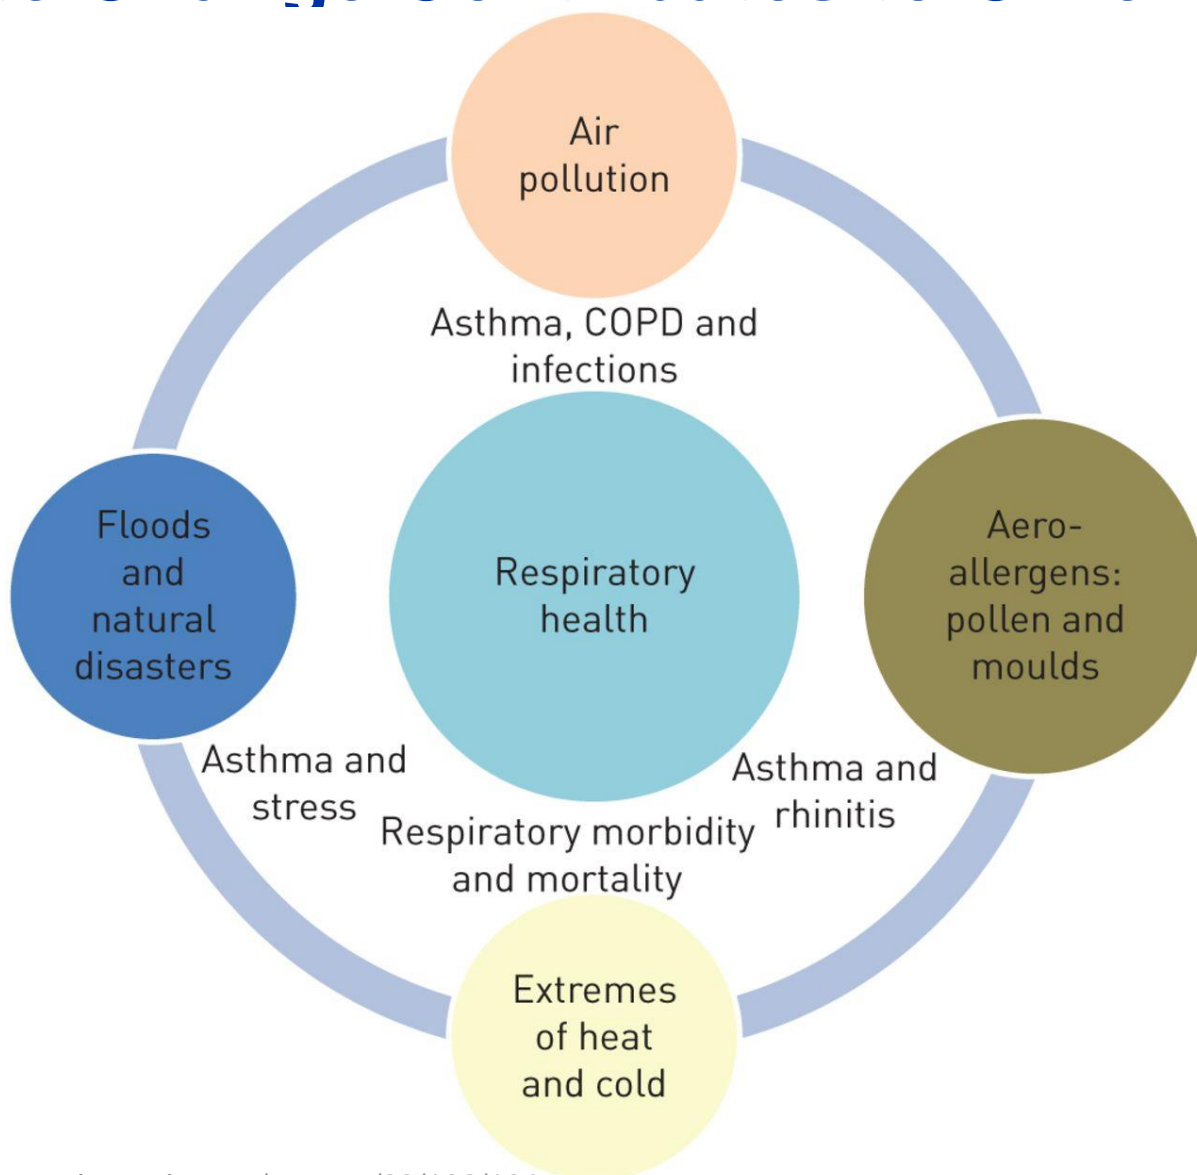 Air
pollution
Asthma, COPD and
infections
Floods
and
natural
disasters
Respiratory
health
Aero-
allergens:
pollen and
moulds
Asthma and
stress
Asthma and
rhinitis
Respiratory morbidity
and mortality
Extremes
of heat
and cold